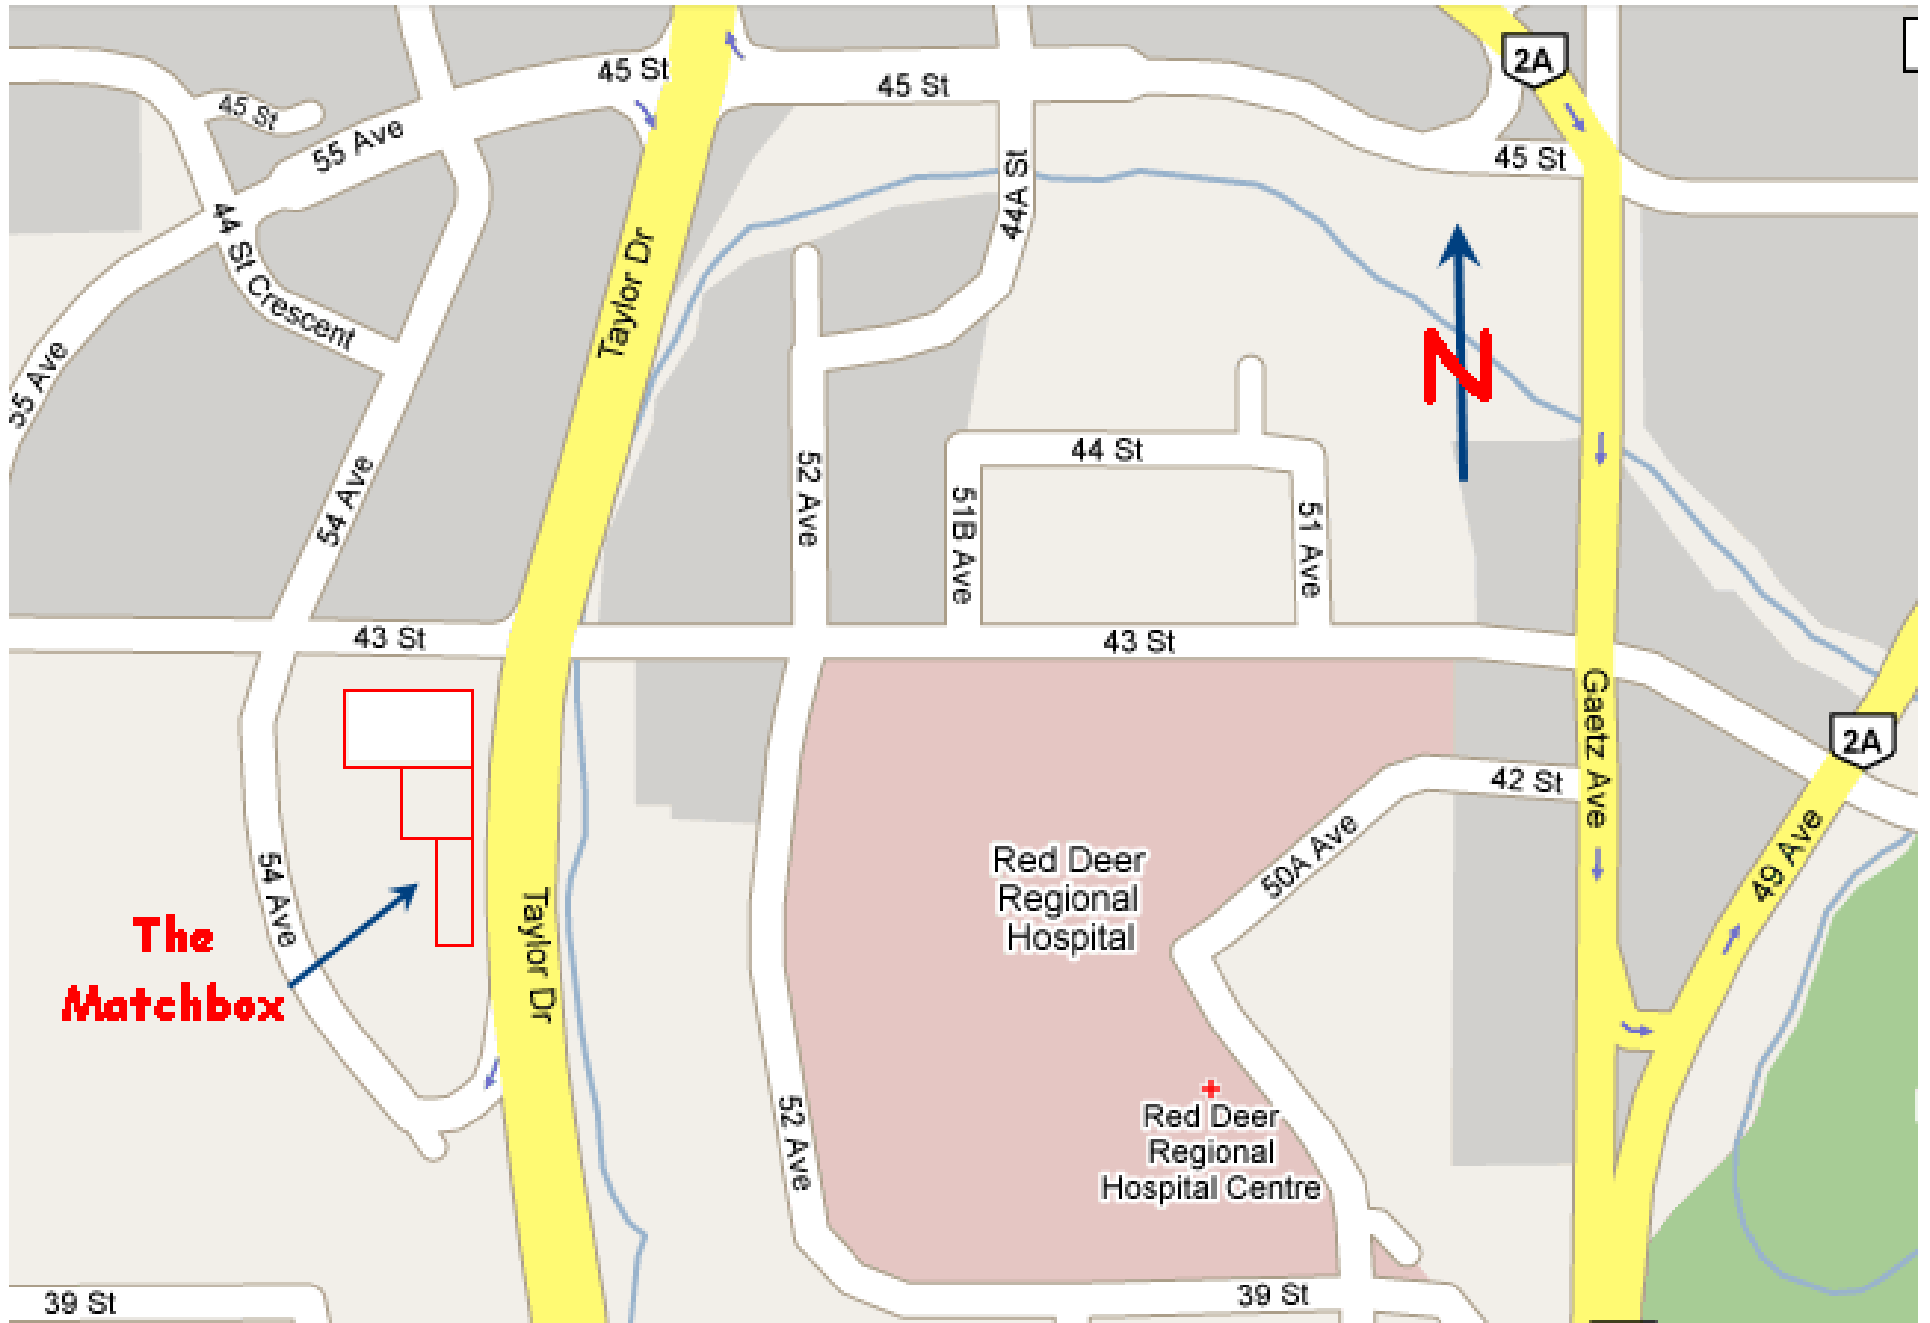 2A
45 St
45 St
45 St
55 Ave
45 St
44A St
44 St Crescent
Taylor Dr
N
55 Ave
54 Ave
52 Ave
44 St
51B Ave
51 Ave
43 St
43 St
Gaetz Ave
2A
42 St
49 Ave
50A Ave
Red Deer
Regional
Hospital
54 Ave
Taylor Dr
The
Matchbox
52 Ave
Red Deer
Regional
Hospital Centre
39 St
39 St